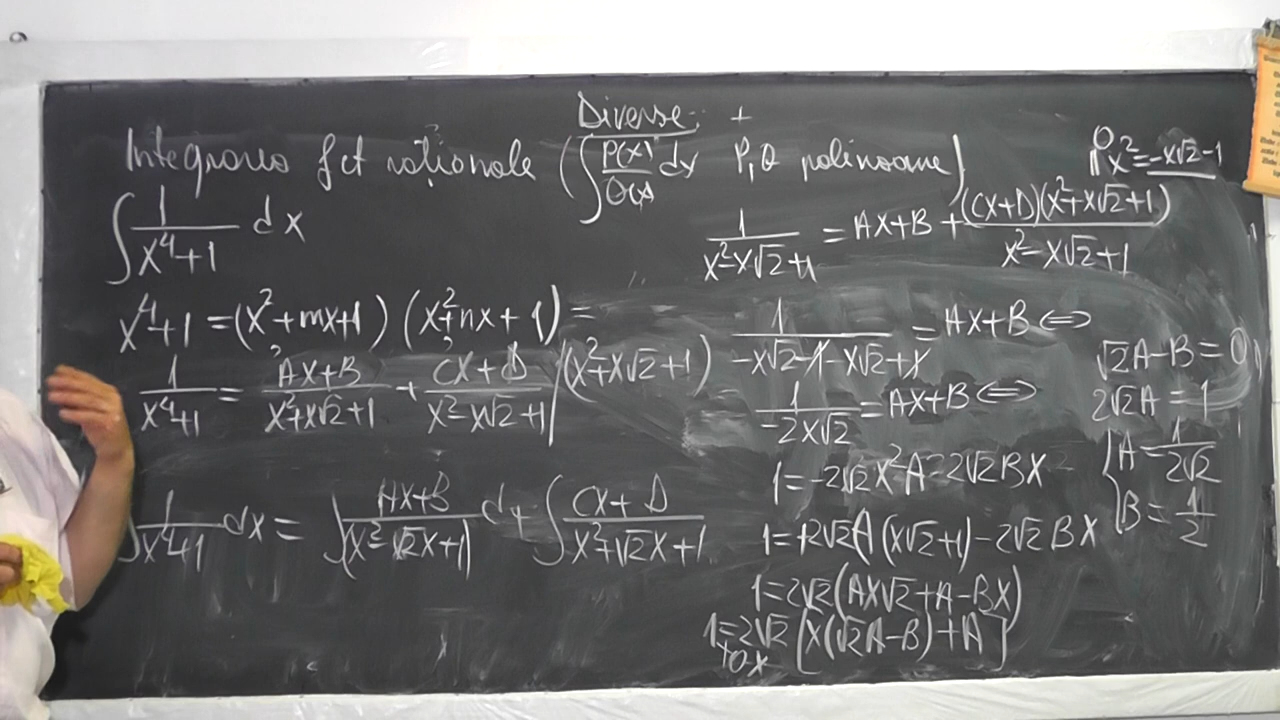 Diverse: +
Integrarea fct raționale (∫ P(x)/Q(x) dx P,Q polinoame)
∫ 1/(x⁴+1) dx
x⁴+1 = (x²+mx+1) (x²+nx+1) =
1/(x⁴+1) = (Ax+B)/(x²+x√2+1) + (Cx+D)/(x²-x√2+1) / (x²+x√2+1)
∫ 1/(x⁴+1) dx = ∫ (Ax+B)/(x²-√2x+1) d ∫ (Cx+D)/(x²+√2x+1)
x² = -x√2-1
1/(x²-x√2+1) = Ax+B + (Cx+D)(x²+x√2+1)/(x²-x√2+1)
1/(-x√2-1-x√2+1) = Ax+B ⇔
1/(-2x√2) = Ax+B ⇔
1 = -2√2x²A-2√2Bx
1 = +2√2A(x√2+1)-2√2Bx
1 = 2√2(Ax√2+A-Bx)
1 = 2√2[x(√2A-B)+A]
+0x
√2A-B = 0
2√2A = 1
A = 1/(2√2)
B = 1/2